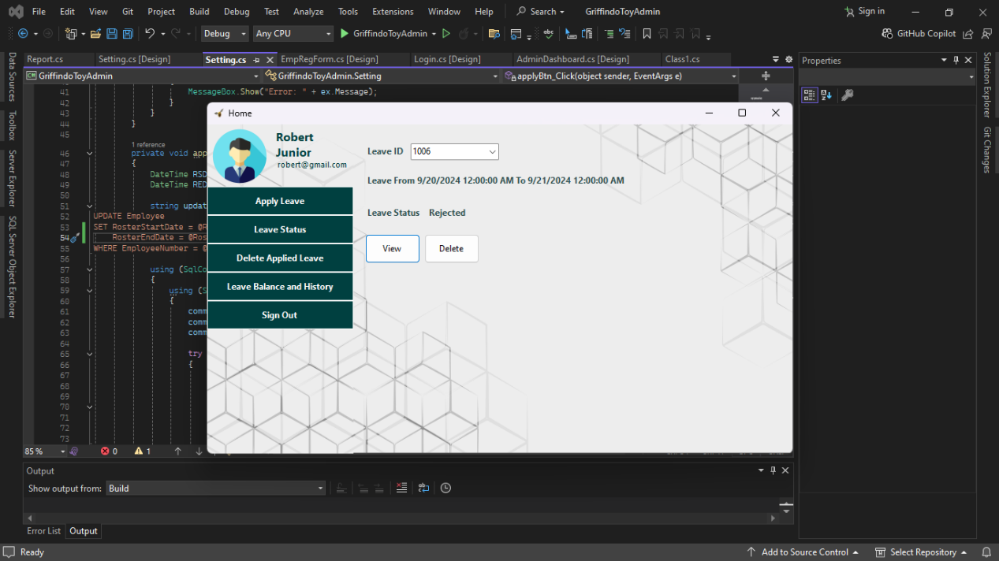 File Edit View Git Project Build Debug Test Analyze Tools Extensions Window Help Search GriffindoToyAdmin Sign in
Debug Any CPU GriffindoToyAdmin GitHub Copilot
Report.cs Setting.cs [Design] Setting.cs EmpRegForm.cs [Design] Login.cs [Design] AdminDashboard.cs [Design] Class1.cs
GriffindoToyAdmin GriffindoToyAdmin.Setting applyBtn_Click(object sender, EventArgs e)
Properties
Data Sources
Toolbox
Server Explorer
SQL Server Object Explorer
Solution Explorer
Git Changes
41 MessageBox.Show("Error: " + ex.Message);
42 }
43 }
44 }
45
1 reference
46 private void app
47 {
48 DateTime RSD
49 DateTime RED
50
51 string updat
52 UPDATE Employee
53 SET RosterStartDate = @R
54 RosterEndDate = @Ros
55 WHERE EmployeeNumber = @
56
57 using (SqlCo
58 {
59 using (S
60 {
61 comm
62 comm
63 comm
64
65 try
66 {
67
68
69
70
71
72
73
Home
Robert
Junior
robert@gmail.com
Apply Leave
Leave Status
Delete Applied Leave
Leave Balance and History
Sign Out
Leave ID 1006
Leave From 9/20/2024 12:00:00 AM To 9/21/2024 12:00:00 AM
Leave Status Rejected
View Delete
85 % 0 1
Output
Show output from: Build
Error List Output
Ready Add to Source Control Select Repository